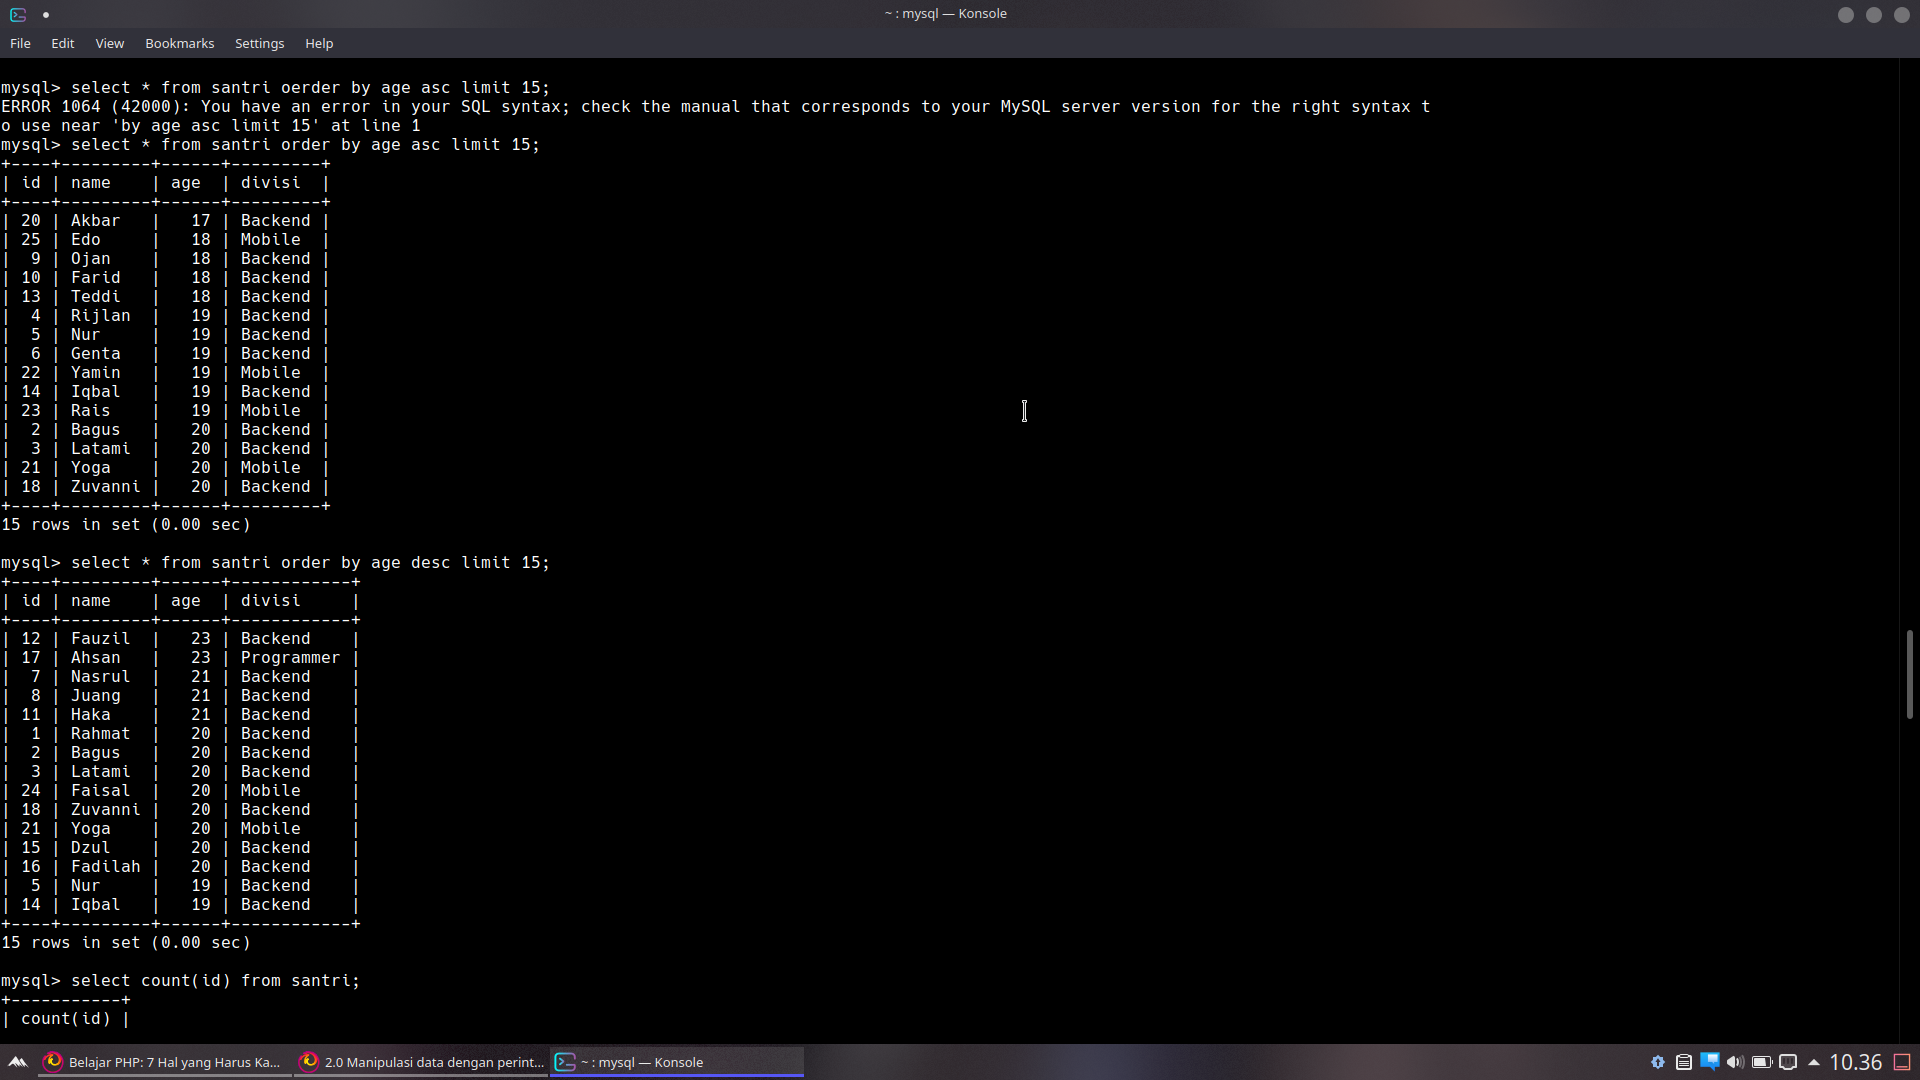 ~ : mysql — Konsole
File Edit View Bookmarks Settings Help
mysql> select * from santri oerder by age asc limit 15;
ERROR 1064 (42000): You have an error in your SQL syntax; check the manual that corresponds to your MySQL server version for the right syntax t
o use near 'by age asc limit 15' at line 1
mysql> select * from santri order by age asc limit 15;
+----+---------+------+---------+
| id | name    | age  | divisi  |
+----+---------+------+---------+
| 20 | Akbar   |   17 | Backend |
| 25 | Edo     |   18 | Mobile  |
|  9 | Ojan    |   18 | Backend |
| 10 | Farid   |   18 | Backend |
| 13 | Teddi   |   18 | Backend |
|  4 | Rijlan  |   19 | Backend |
|  5 | Nur     |   19 | Backend |
|  6 | Genta   |   19 | Backend |
| 22 | Yamin   |   19 | Mobile  |
| 14 | Iqbal   |   19 | Backend |
| 23 | Rais    |   19 | Mobile  |
|  2 | Bagus   |   20 | Backend |
|  3 | Latami  |   20 | Backend |
| 21 | Yoga    |   20 | Mobile  |
| 18 | Zuvanni |   20 | Backend |
+----+---------+------+---------+
15 rows in set (0.00 sec)
mysql> select * from santri order by age desc limit 15;
+----+---------+------+------------+
| id | name    | age  | divisi     |
+----+---------+------+------------+
| 12 | Fauzil  |   23 | Backend    |
| 17 | Ahsan   |   23 | Programmer |
|  7 | Nasrul  |   21 | Backend    |
|  8 | Juang   |   21 | Backend    |
| 11 | Haka    |   21 | Backend    |
|  1 | Rahmat  |   20 | Backend    |
|  2 | Bagus   |   20 | Backend    |
|  3 | Latami  |   20 | Backend    |
| 24 | Faisal  |   20 | Mobile     |
| 18 | Zuvanni |   20 | Backend    |
| 21 | Yoga    |   20 | Mobile     |
| 15 | Dzul    |   20 | Backend    |
| 16 | Fadilah |   20 | Backend    |
|  5 | Nur     |   19 | Backend    |
| 14 | Iqbal   |   19 | Backend    |
+----+---------+------+------------+
15 rows in set (0.00 sec)
mysql> select count(id) from santri;
+-----------+
| count(id) |
Belajar PHP: 7 Hal yang Harus Ka... 2.0 Manipulasi data dengan perint... ~ : mysql — Konsole 10.36